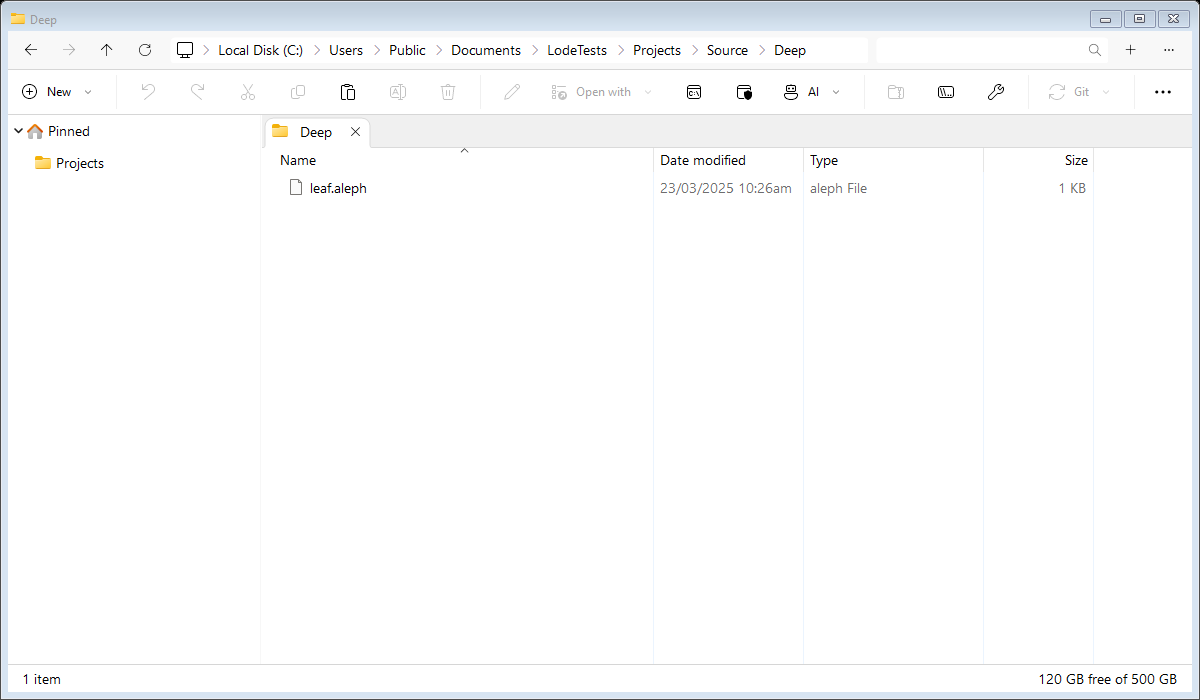 Deep
Local Disk (C:) Users Public Documents LodeTests Projects Source Deep
New Open with AI Git
Pinned
Projects
Deep
Name Date modified Type Size
leaf.aleph 23/03/2025 10:26am aleph File 1 KB
1 item 120 GB free of 500 GB